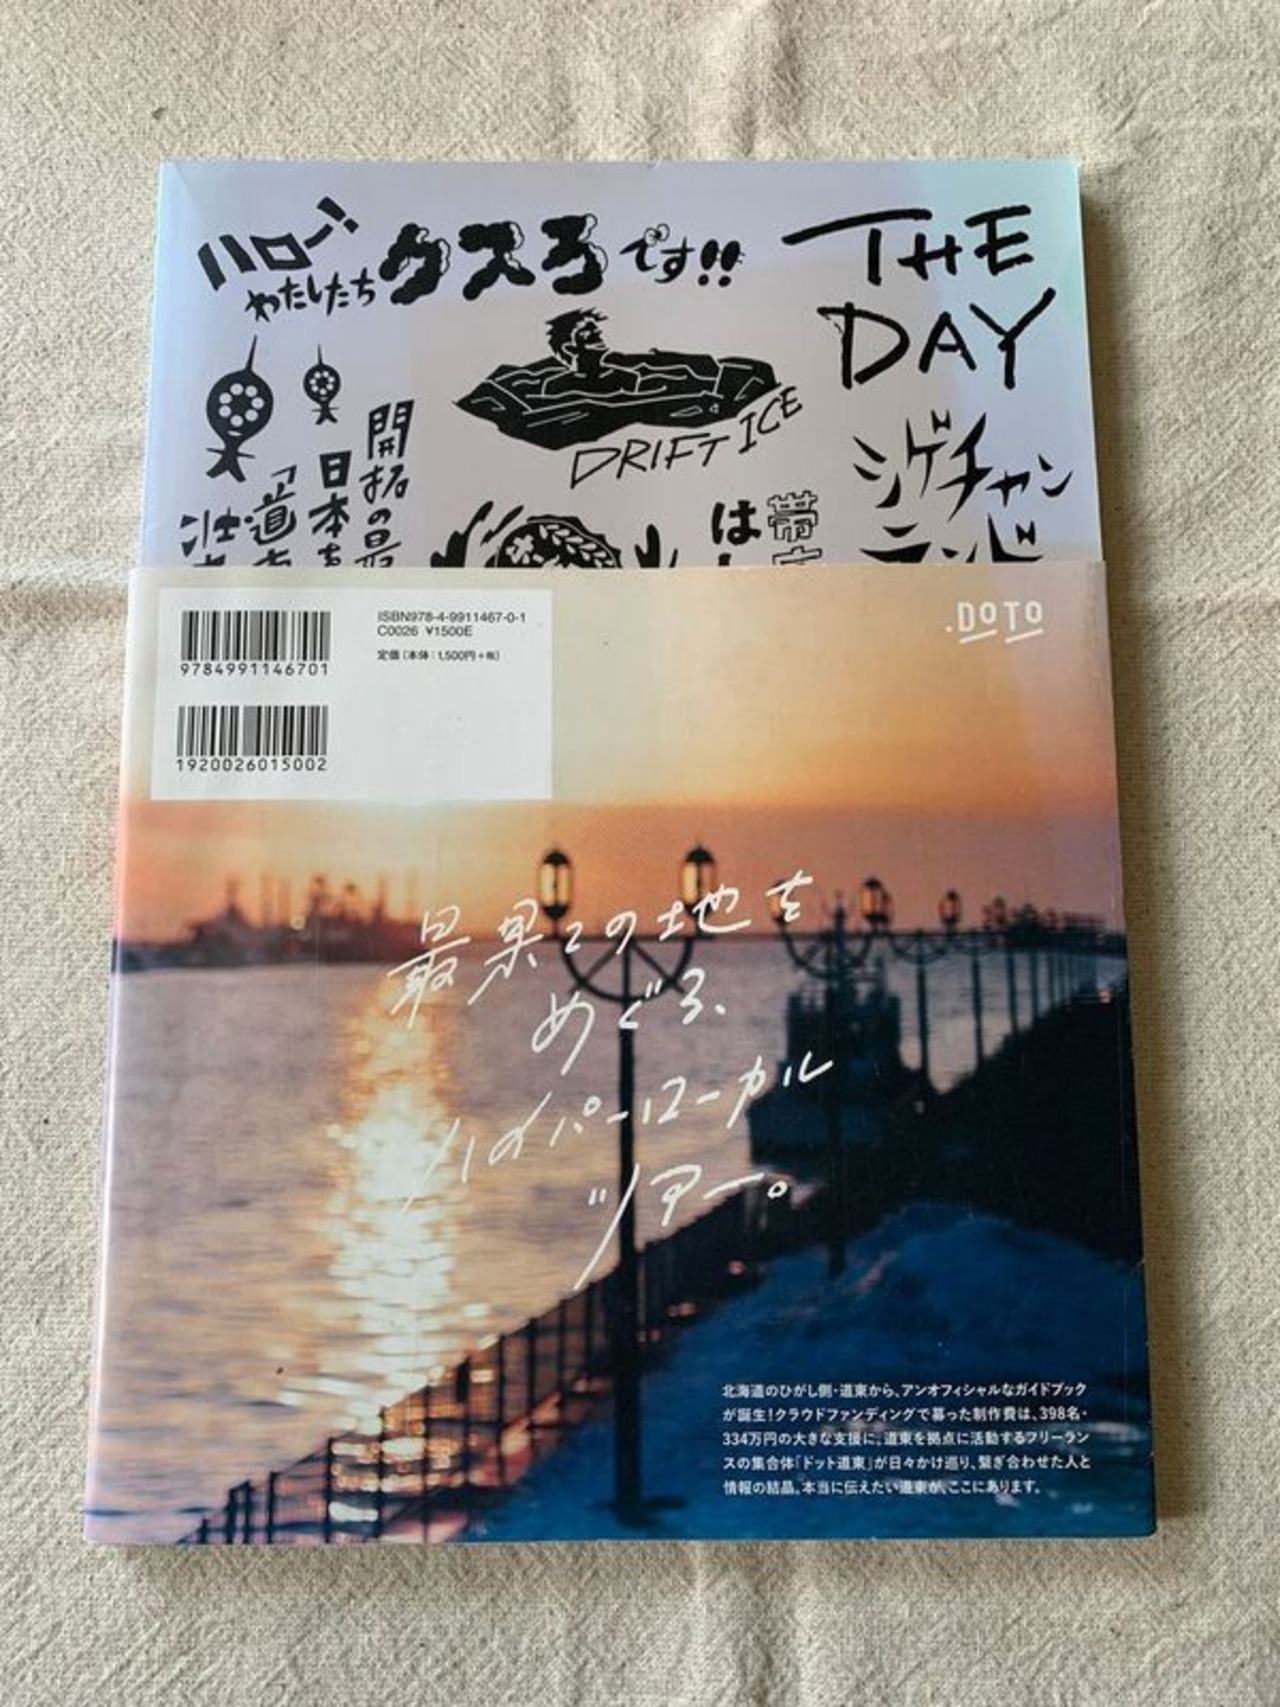 ハロー
わたしたち
クスろです!!
THE
DAY
DRIFT ICE
シゲチャン
開拓の
日本
道
は
帯
ISBN978-4-9911467-0-1
C0026 ¥1500E
定価(本体:1,500円+税)
9784991146701
1920026015002
.DOTO
最果ての地を
めぐる、
ハイパーローカル
ツアー。
北海道のひがし側・道東から、アンオフィシャルなガイドブック
が誕生!クラウドファンディングで募った制作費は、398名・
334万円の大きな支援に。道東を拠点に活動するフリーラン
スの集合体「ドット道東」が日々かけ巡り、繋ぎ合わせた人と
情報の結晶。本当に伝えたい道東が、ここにあります。